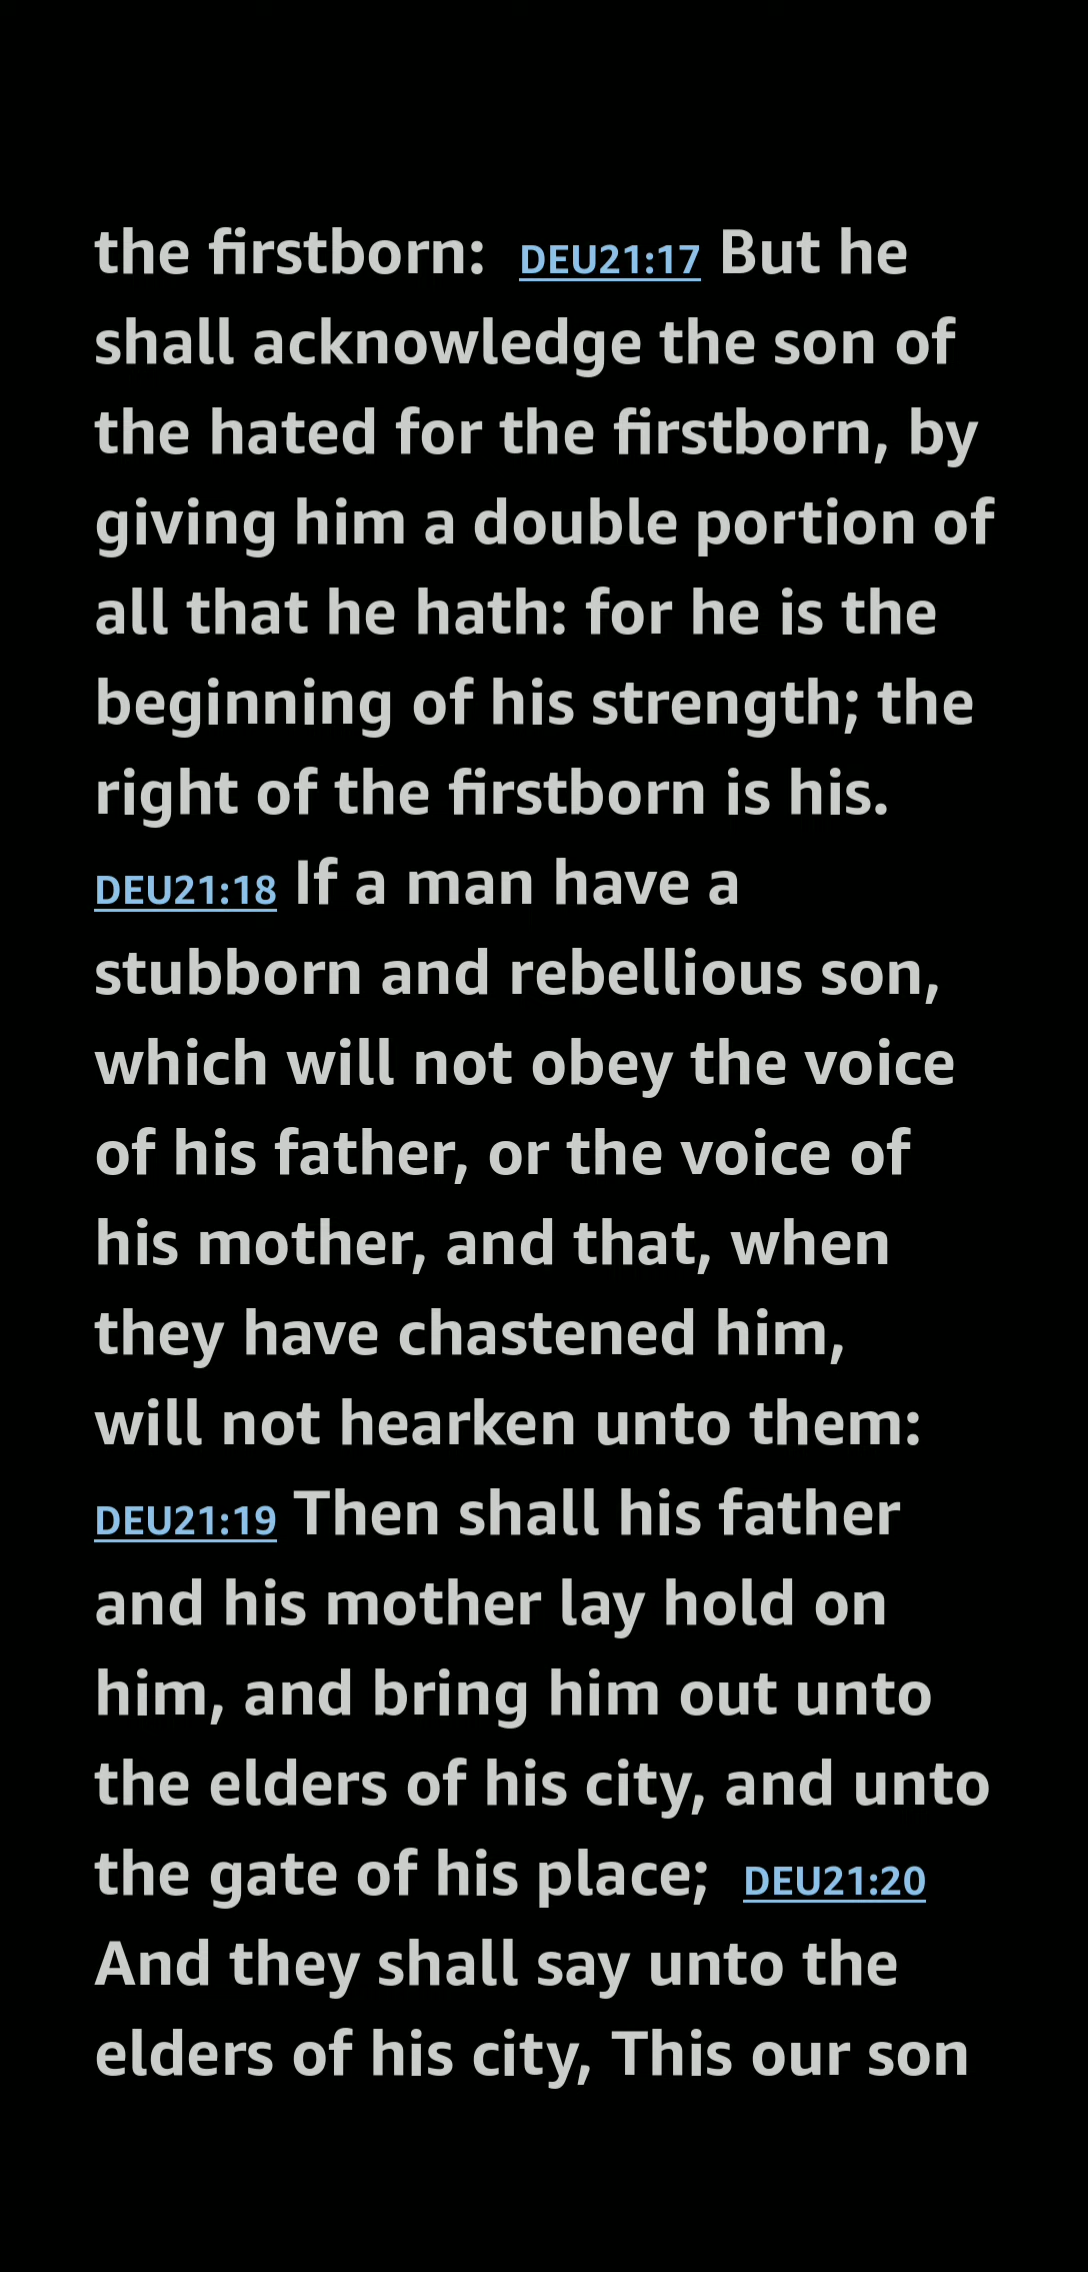 the firstborn: DEU21:17 But he
shall acknowledge the son of
the hated for the firstborn, by
giving him a double portion of
all that he hath: for he is the
beginning of his strength; the
right of the firstborn is his.
DEU21:18 If a man have a
stubborn and rebellious son,
which will not obey the voice
of his father, or the voice of
his mother, and that, when
they have chastened him,
will not hearken unto them:
DEU21:19 Then shall his father
and his mother lay hold on
him, and bring him out unto
the elders of his city, and unto
the gate of his place; DEU21:20
And they shall say unto the
elders of his city, This our son